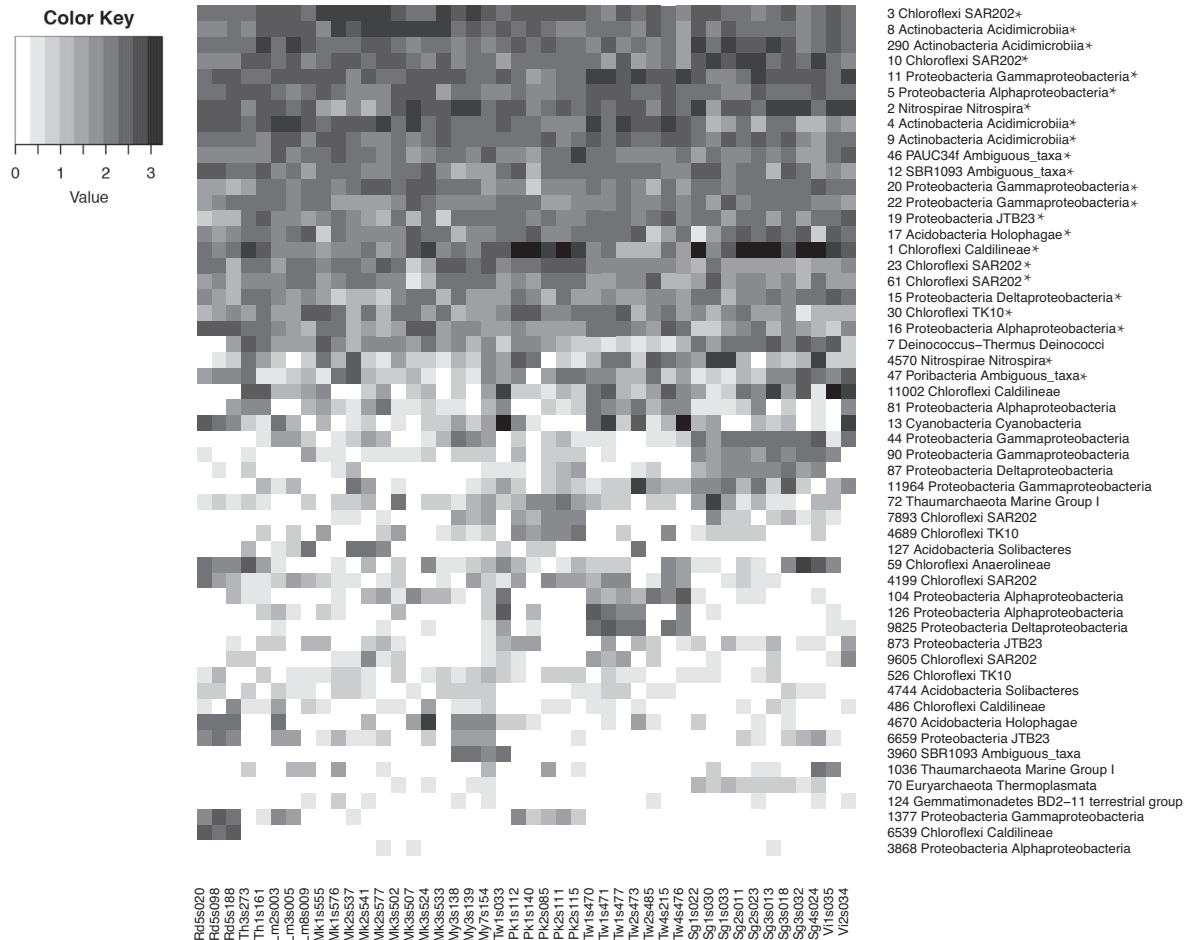 Color Key
0 1 2 3
Value
3 Chloroflexi SAR202*
8 Actinobacteria Acidimicrobiia*
290 Actinobacteria Acidimicrobiia*
10 Chloroflexi SAR202*
11 Proteobacteria Gammaproteobacteria*
5 Proteobacteria Alphaproteobacteria*
2 Nitrospirae Nitrospira*
4 Actinobacteria Acidimicrobiia*
9 Actinobacteria Acidimicrobiia*
46 PAUC34f Ambiguous_taxa*
12 SBR1093 Ambiguous_taxa*
20 Proteobacteria Gammaproteobacteria*
22 Proteobacteria Gammaproteobacteria*
19 Proteobacteria JTB23*
17 Acidobacteria Holophagae*
1 Chloroflexi Caldilineae*
23 Chloroflexi SAR202*
61 Chloroflexi SAR202*
15 Proteobacteria Deltaproteobacteria*
30 Chloroflexi TK10*
16 Proteobacteria Alphaproteobacteria*
7 Deinococcus−Thermus Deinococci
4570 Nitrospirae Nitrospira*
47 Poribacteria Ambiguous_taxa*
11002 Chloroflexi Caldilineae
81 Proteobacteria Alphaproteobacteria
13 Cyanobacteria Cyanobacteria
44 Proteobacteria Gammaproteobacteria
90 Proteobacteria Gammaproteobacteria
87 Proteobacteria Deltaproteobacteria
11964 Proteobacteria Gammaproteobacteria
72 Thaumarchaeota Marine Group I
7893 Chloroflexi SAR202
4689 Chloroflexi TK10
127 Acidobacteria Solibacteres
59 Chloroflexi Anaerolineae
4199 Chloroflexi SAR202
104 Proteobacteria Alphaproteobacteria
126 Proteobacteria Alphaproteobacteria
9825 Proteobacteria Deltaproteobacteria
873 Proteobacteria JTB23
9605 Chloroflexi SAR202
526 Chloroflexi TK10
4744 Acidobacteria Solibacteres
486 Chloroflexi Caldilineae
4670 Acidobacteria Holophagae
6659 Proteobacteria JTB23
3960 SBR1093 Ambiguous_taxa
1036 Thaumarchaeota Marine Group I
70 Euryarchaeota Thermoplasmata
124 Gemmatimonadetes BD2−11 terrestrial group
1377 Proteobacteria Gammaproteobacteria
6539 Chloroflexi Caldilineae
3868 Proteobacteria Alphaproteobacteria
Rd5s020
Rd5s098
Rd5s188
Th3s273
Th1s161
_m2s003
_m3s005
_m8s009
Mk1s555
Mk1s576
Mk2s537
Mk2s541
Mk2s577
Mk3s502
Mk3s507
Mk3s524
Mk3s533
My3s138
My3s139
My7s154
Tw1s033
Pk1s112
Pk1s140
Pk2s085
Pk2s111
Pk2s115
Tw1s470
Tw1s471
Tw1s477
Tw2s473
Tw2s485
Tw4s215
Tw4s476
Sg1s022
Sg1s030
Sg1s033
Sg2s011
Sg2s023
Sg3s013
Sg3s018
Sg3s032
Sg4s024
Vi1s035
Vi2s034